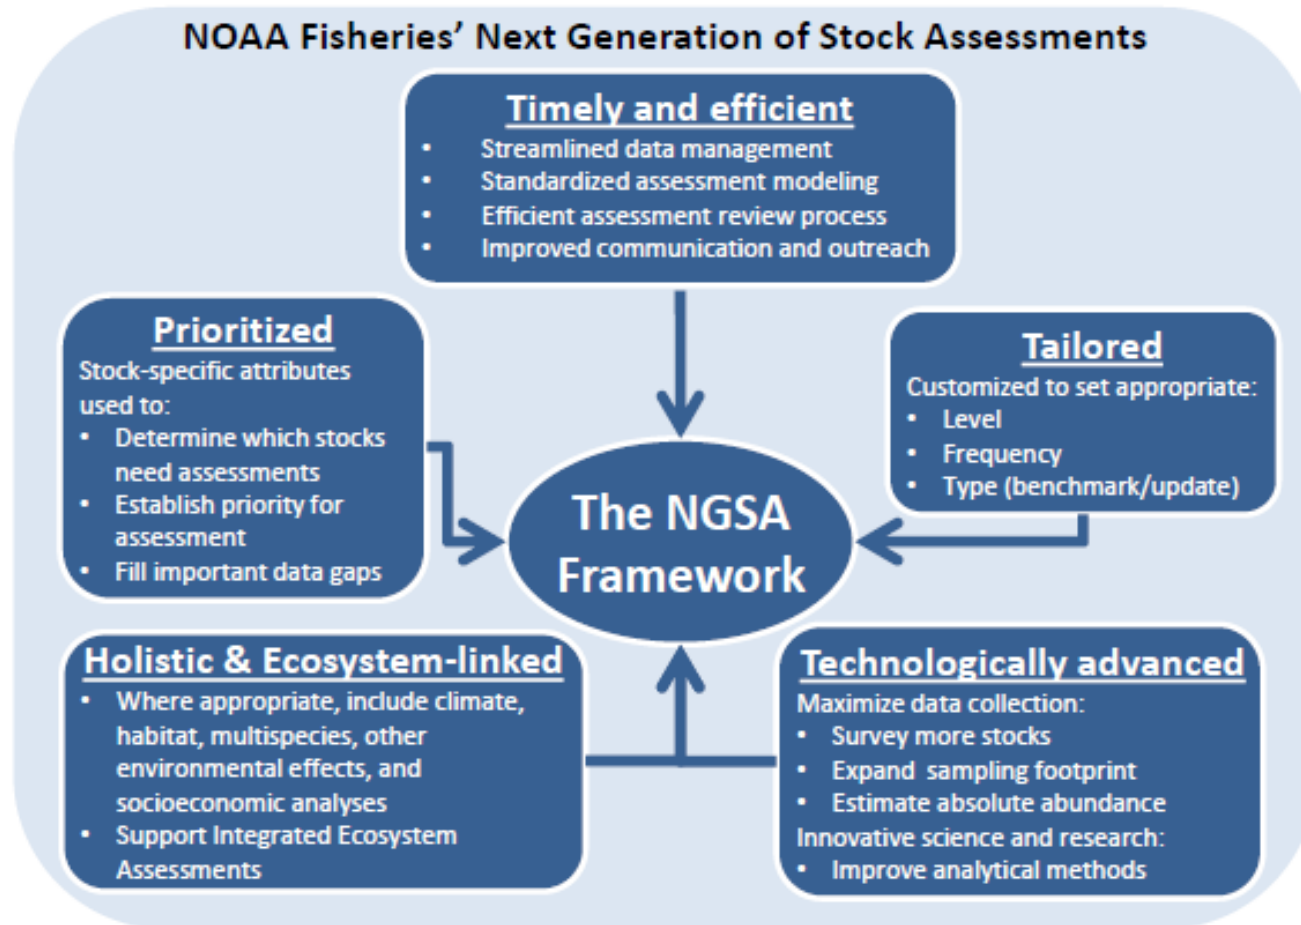 NOAA Fisheries’ Next Generation of Stock Assessments
Timely and efficient
• Streamlined data management
• Standardized assessment modeling
• Efficient assessment review process
• Improved communication and outreach
Prioritized
Stock-specific attributes
used to:
• Determine which stocks
need assessments
• Establish priority for
assessment
• Fill important data gaps
Tailored
Customized to set appropriate:
• Level
• Frequency
• Type (benchmark/update)
The NGSA
Framework
Holistic & Ecosystem-linked
• Where appropriate, include climate,
habitat, multispecies, other
environmental effects, and
socioeconomic analyses
• Support Integrated Ecosystem
Assessments
Technologically advanced
Maximize data collection:
• Survey more stocks
• Expand sampling footprint
• Estimate absolute abundance
Innovative science and research:
• Improve analytical methods